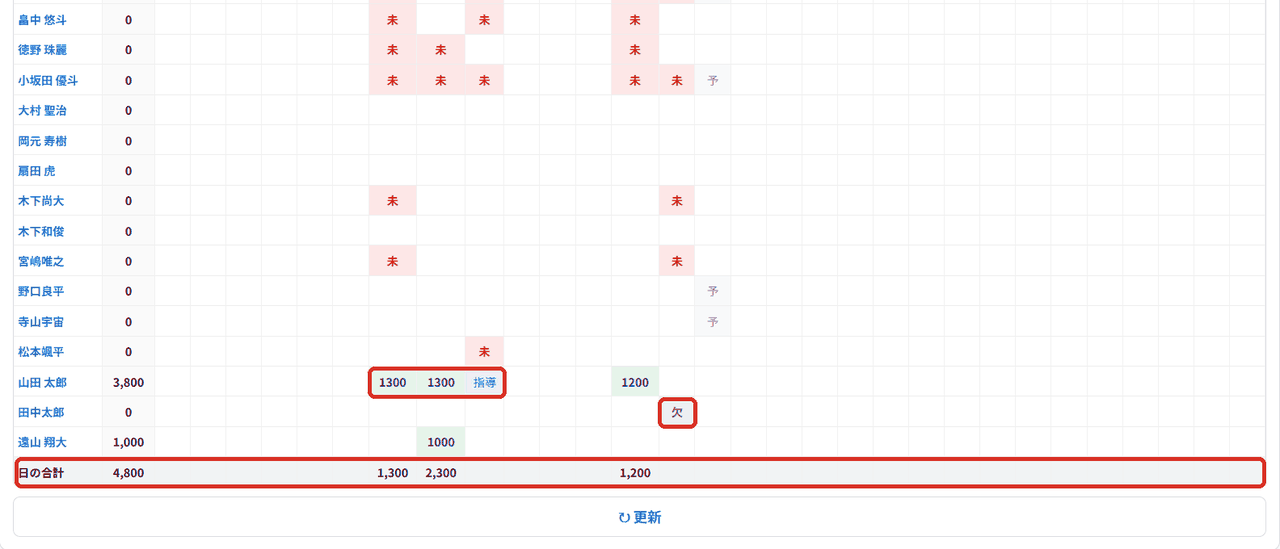 畠中 悠斗 0 未 未 未
徳野 珠麗 0 未 未 未
小坂田 優斗 0 未 未 未 未 未 予
大村 聖治 0
岡元 寿樹 0
扇田 虎 0
木下尚大 0 未 未
木下和俊 0
宮嶋唯之 0 未 未
野口良平 0 予
寺山宇宙 0 予
松本颯平 0 未
山田 太郎 3,800 1300 1300 指導 1200
田中太郎 0 欠
遠山 翔大 1,000 1000
日の合計 4,800 1,300 2,300 1,200
↻ 更新